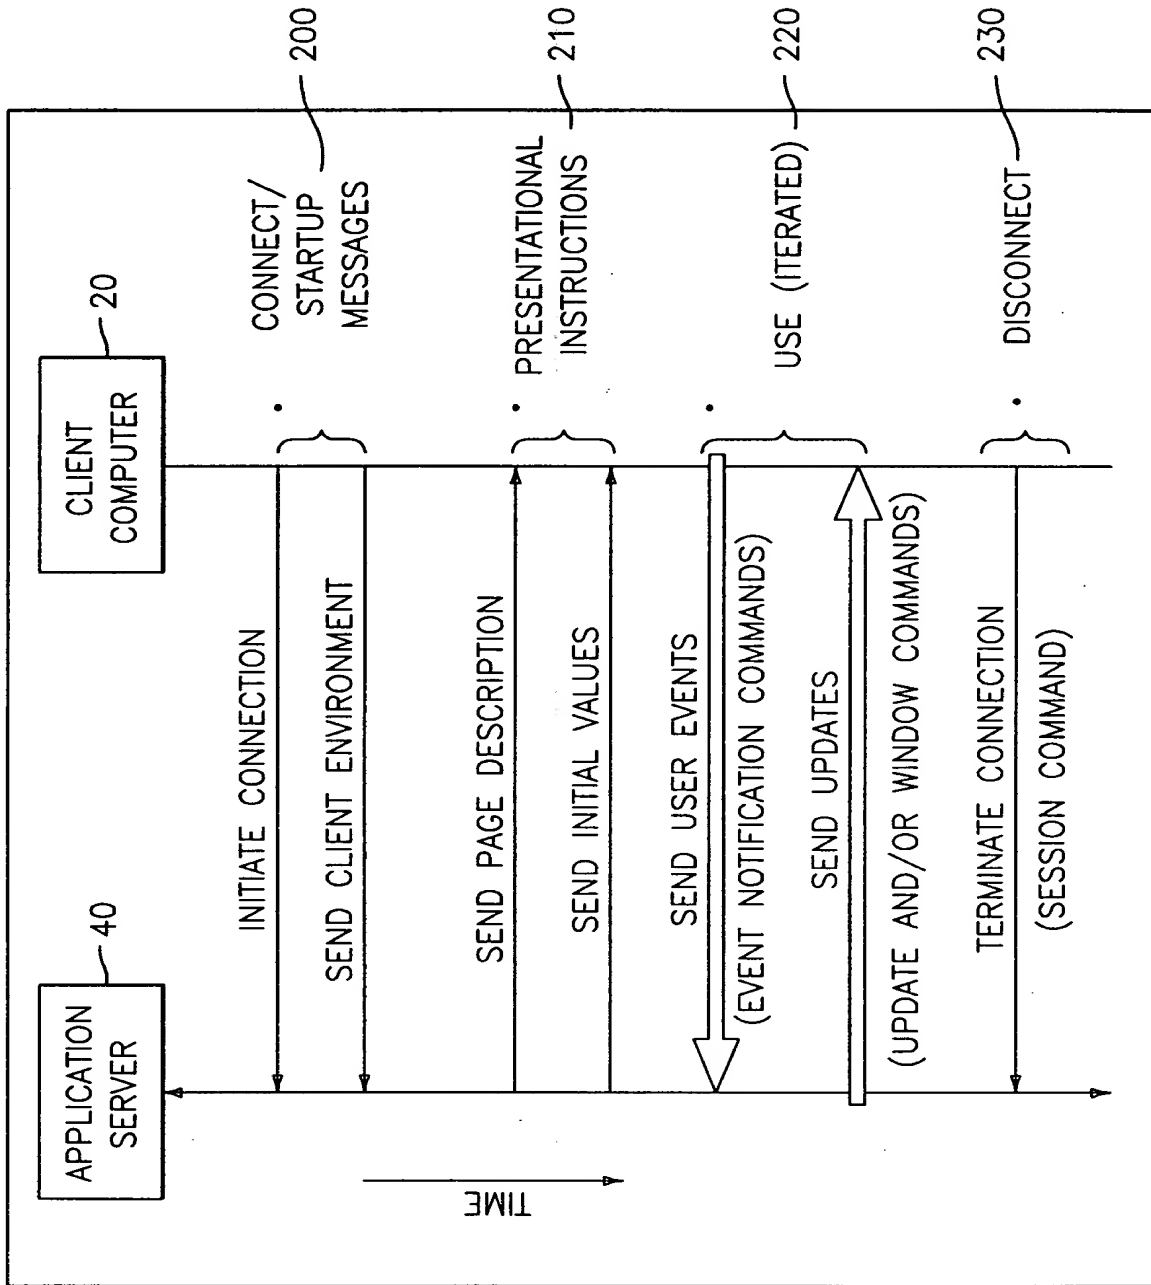 APPLICATION
SERVER
40
CLIENT
COMPUTER
20
TIME
INITIATE CONNECTION
SEND CLIENT ENVIRONMENT
CONNECT/
STARTUP
MESSAGES
200
SEND PAGE DESCRIPTION
SEND INITIAL VALUES
PRESENTATIONAL
INSTRUCTIONS
210
SEND USER EVENTS
(EVENT NOTIFICATION COMMANDS)
SEND UPDATES
(UPDATE AND/OR WINDOW COMMANDS)
USE (ITERATED)
220
TERMINATE CONNECTION
(SESSION COMMAND)
DISCONNECT
230